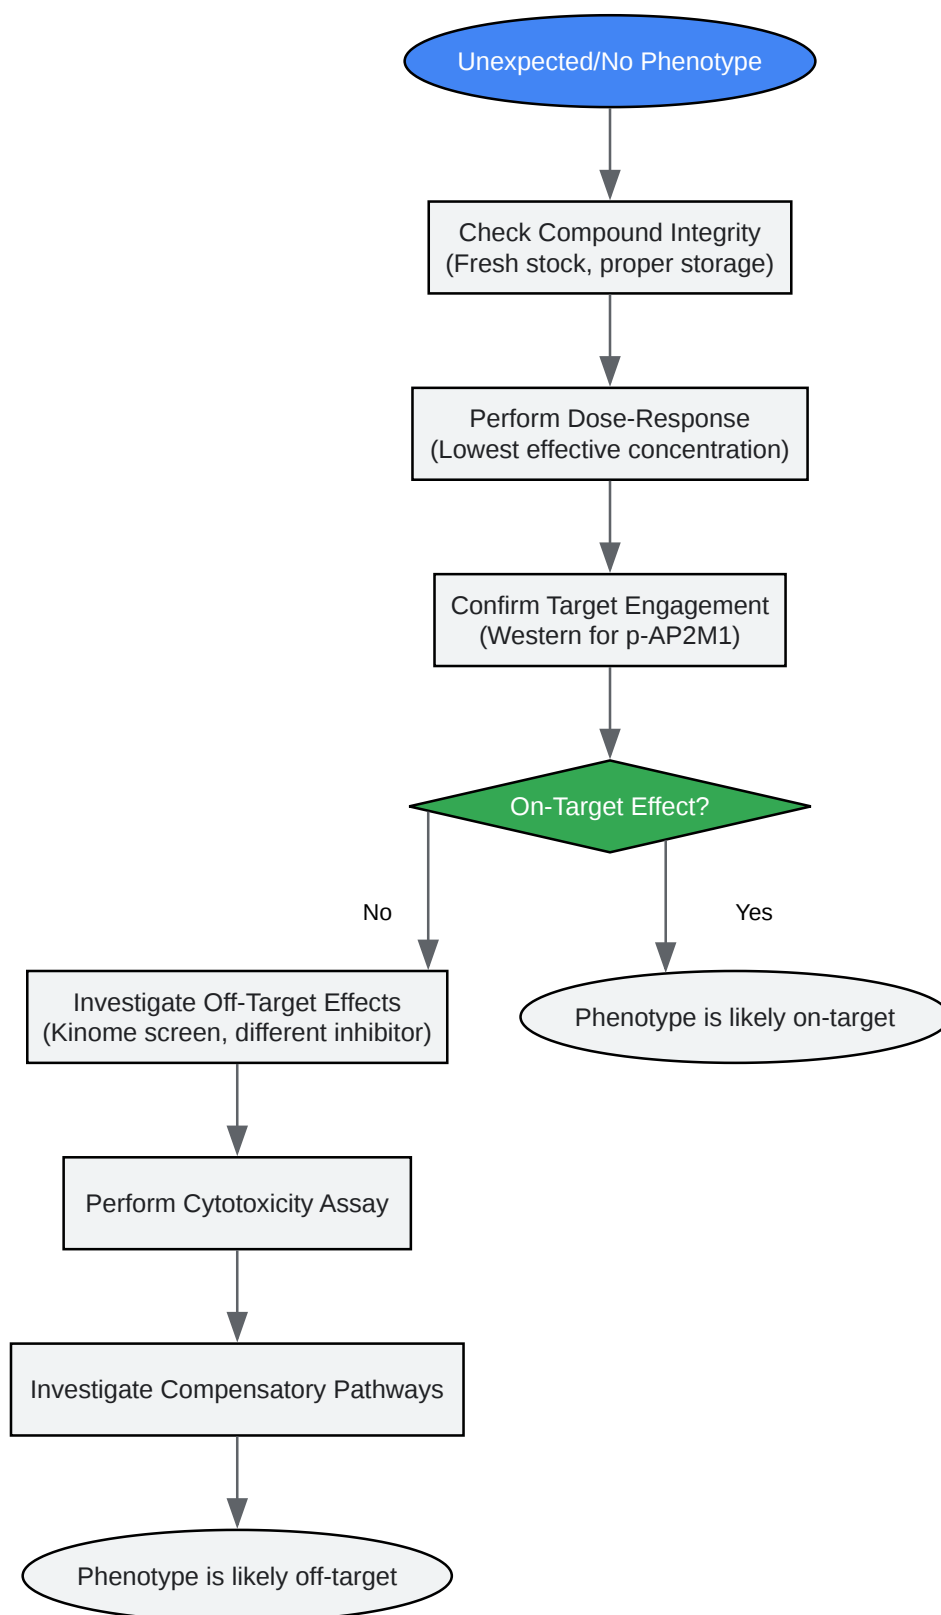 Unexpected/No Phenotype
Check Compound Integrity
(Fresh stock, proper storage)
Perform Dose-Response
(Lowest effective concentration)
Confirm Target Engagement
(Western for p-AP2M1)
On-Target Effect?
No
Yes
Investigate Off-Target Effects
(Kinome screen, different inhibitor)
Phenotype is likely on-target
Perform Cytotoxicity Assay
Investigate Compensatory Pathways
Phenotype is likely off-target